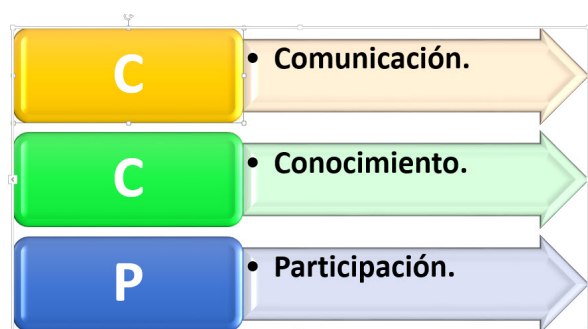 C
• Comunicación.
C
• Conocimiento.
P
• Participación.